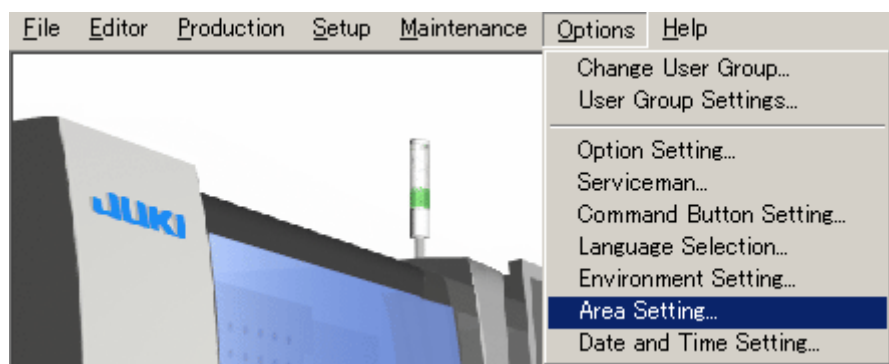 File Editor Production Setup Maintenance Options Help
Change User Group...
User Group Settings...
Option Setting...
Serviceman...
Command Button Setting...
Language Selection...
Environment Setting...
Area Setting...
Date and Time Setting...
JUKI